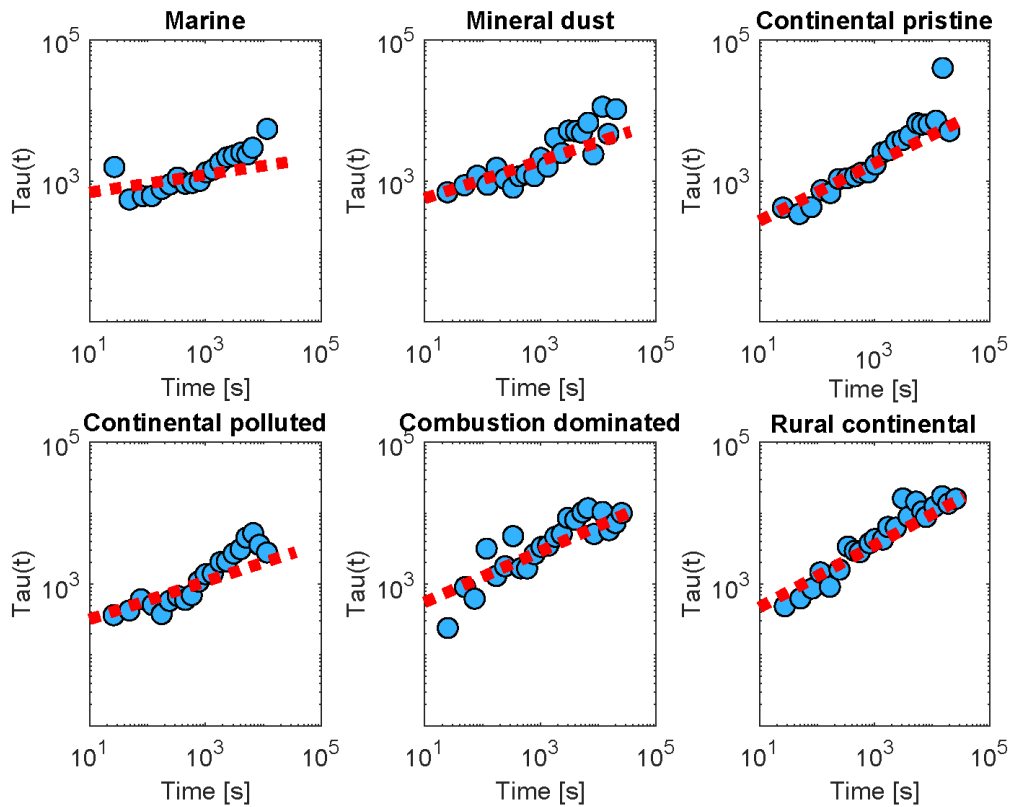 Marine
Mineral dust
Continental pristine
10^5
10^5
10^5
Tau(t)
Tau(t)
Tau(t)
10^3
10^3
10^3
10^1
10^3
10^5
10^1
10^3
10^5
10^1
10^3
10^5
Time [s]
Time [s]
Time [s]
Continental polluted
Combustion dominated
Rural continental
10^5
10^5
10^5
Tau(t)
Tau(t)
Tau(t)
10^3
10^3
10^3
10^1
10^3
10^5
10^1
10^3
10^5
10^1
10^3
10^5
Time [s]
Time [s]
Time [s]